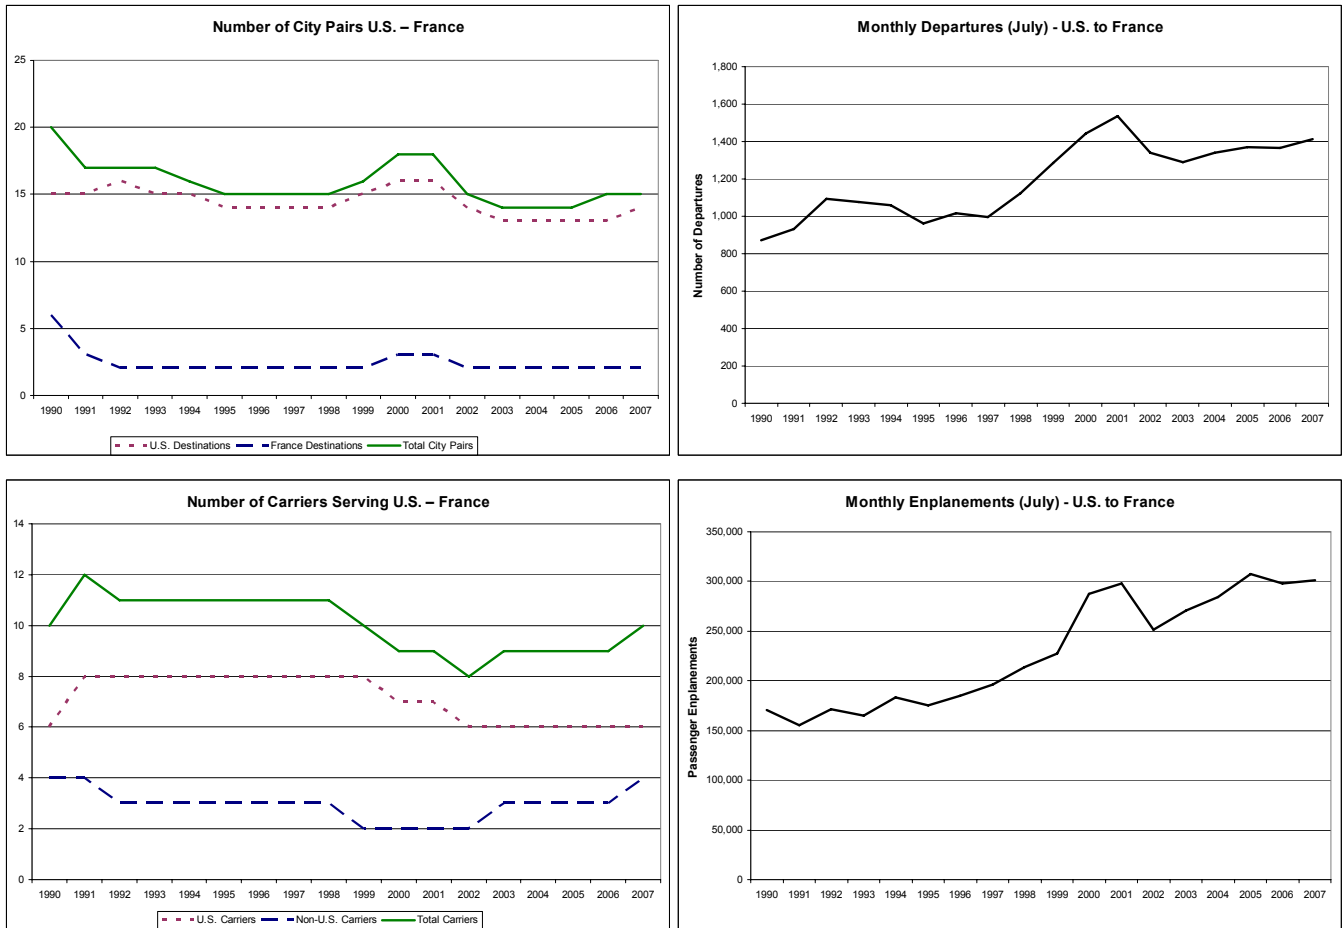 Number of City Pairs U.S. – France
25
20
15
10
5
0
1990 1991 1992 1993 1994 1995 1996 1997 1998 1999 2000 2001 2002 2003 2004 2005 2006 2007
U.S. Destinations France Destinations Total City Pairs
Monthly Departures (July) - U.S. to France
Number of Departures
1,800
1,600
1,400
1,200
1,000
800
600
400
200
0
1990 1991 1992 1993 1994 1995 1996 1997 1998 1999 2000 2001 2002 2003 2004 2005 2006 2007
Number of Carriers Serving U.S. – France
14
12
10
8
6
4
2
0
1990 1991 1992 1993 1994 1995 1996 1997 1998 1999 2000 2001 2002 2003 2004 2005 2006 2007
U.S. Carriers Non-U.S. Carriers Total Carriers
Monthly Enplanements (July) - U.S. to France
Passenger Enplanements
350,000
300,000
250,000
200,000
150,000
100,000
50,000
0
1990 1991 1992 1993 1994 1995 1996 1997 1998 1999 2000 2001 2002 2003 2004 2005 2006 2007